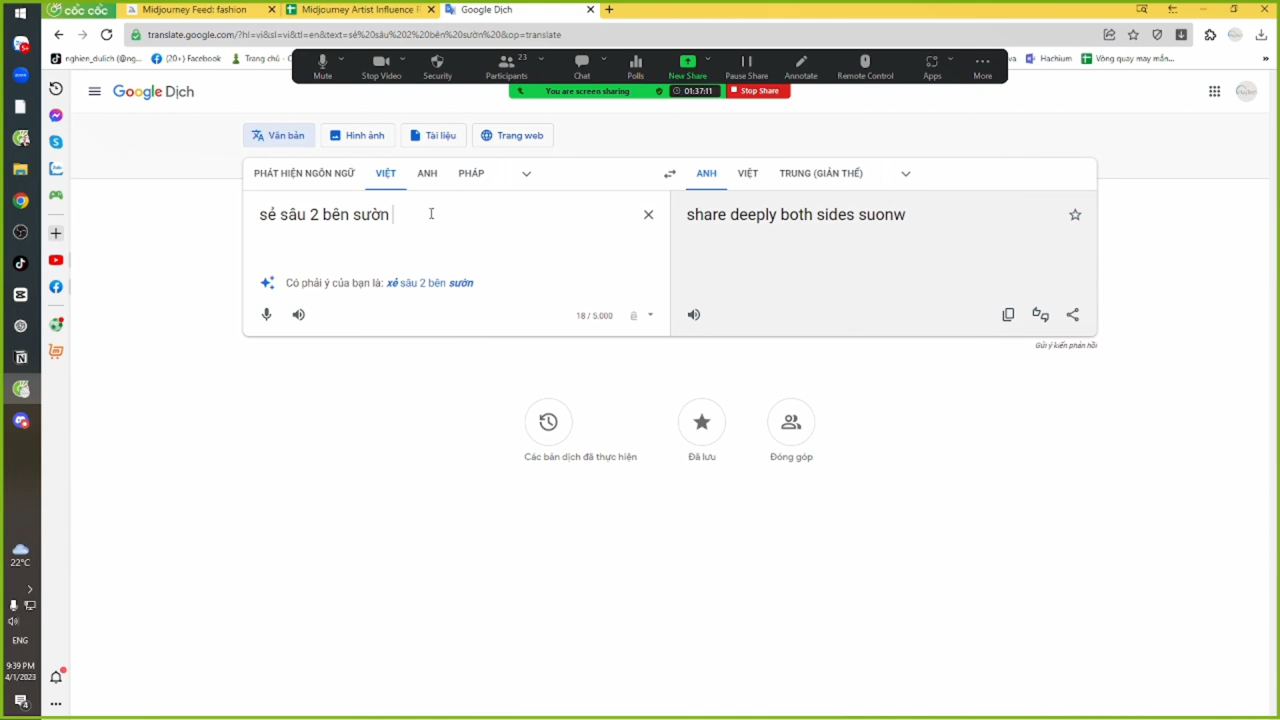 cốc cốc
Midjourney Feed: fashion
Midjourney Artist Influence R
Google Dịch
translate.google.com/?hl=vi&sl=vi&tl=en&text=sẻ%20sâu%202%20bên%20sườn%20&op=translate
nghien_dulich (@ng...
(20+) Facebook
Trang chủ - C
Hachium
Vòng quay may mắn...
Mute
Stop Video
Security
Participants
23
Chat
Polls
New Share
Pause Share
Annotate
Remote Control
Apps
More
You are screen sharing
01:37:11
Stop Share
Google Dịch
Văn bản
Hình ảnh
Tài liệu
Trang web
PHÁT HIỆN NGÔN NGỮ
VIỆT
ANH
PHÁP
ANH
VIỆT
TRUNG (GIẢN THỂ)
sẻ sâu 2 bên sườn
share deeply both sides suonw
Có phải ý của bạn là: xẻ sâu 2 bên sườn
18 / 5.000
Gửi ý kiến phản hồi
Các bản dịch đã thực hiện
Đã lưu
Đóng góp
22°C
ENG
9:39 PM
4/1/2023
4